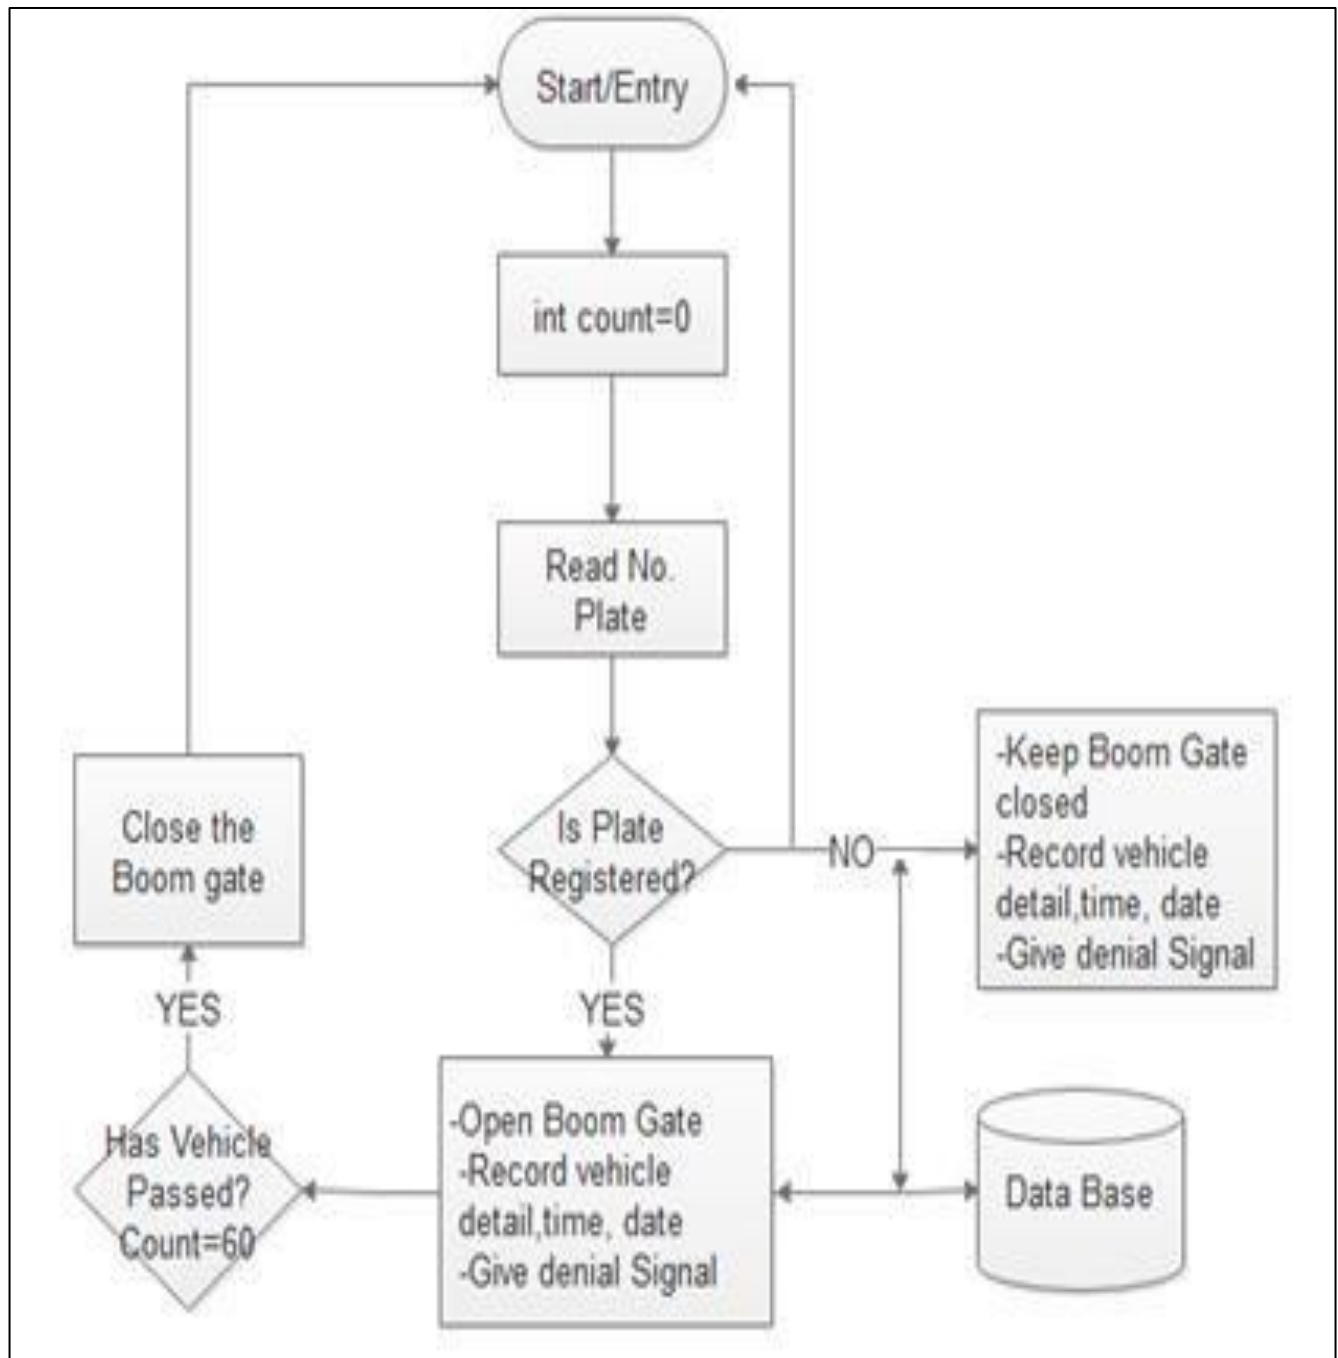 Start/Entry
int count=0
Read No.
Plate
Is Plate
Registered?
NO
-Keep Boom Gate
closed
-Record vehicle
detail,time, date
-Give denial Signal
YES
-Open Boom Gate
-Record vehicle
detail,time, date
-Give denial Signal
Data Base
Has Vehicle
Passed?
Count=60
YES
Close the
Boom gate